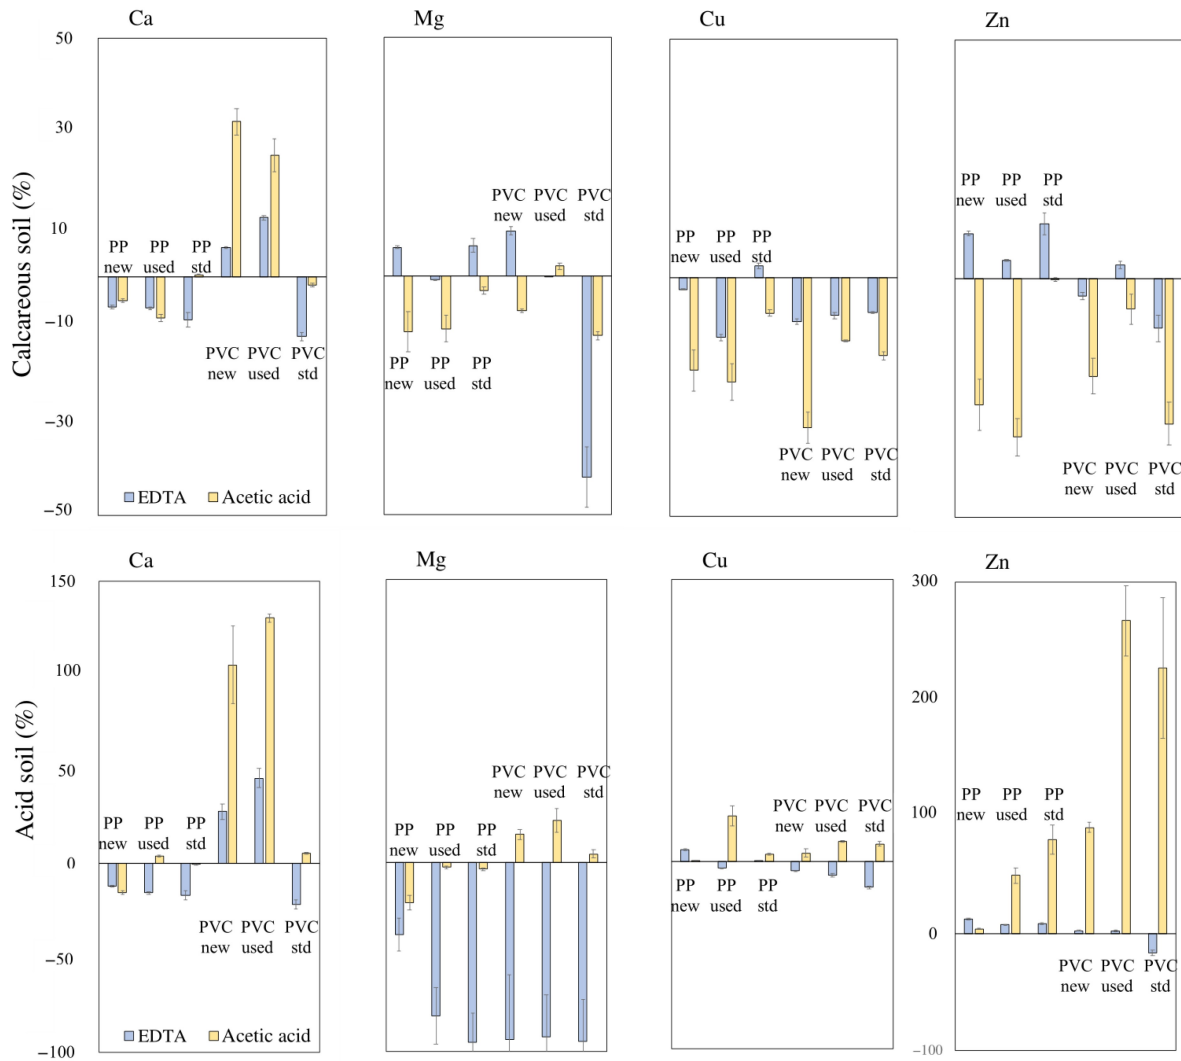 Ca
Mg
Cu
Zn
Calcareous soil (%)
50
30
10
−10
−30
−50
PP
new
PP
used
PP
std
PVC
new
PVC
used
PVC
std
EDTA
Acetic acid
PP
new
PP
used
PP
std
PVC
new
PVC
used
PVC
std
PP
new
PP
used
PP
std
PVC
new
PVC
used
PVC
std
PP
new
PP
used
PP
std
PVC
new
PVC
used
PVC
std
Ca
Mg
Cu
Zn
Acid soil (%)
150
100
50
0
−50
−100
PP
new
PP
used
PP
std
PVC
new
PVC
used
PVC
std
EDTA
Acetic acid
PP
new
PP
used
PP
std
PVC
new
PVC
used
PVC
std
PP
new
PP
used
PP
std
PVC
new
PVC
used
PVC
std
300
200
100
0
−100
PP
new
PP
used
PP
std
PVC
new
PVC
used
PVC
std